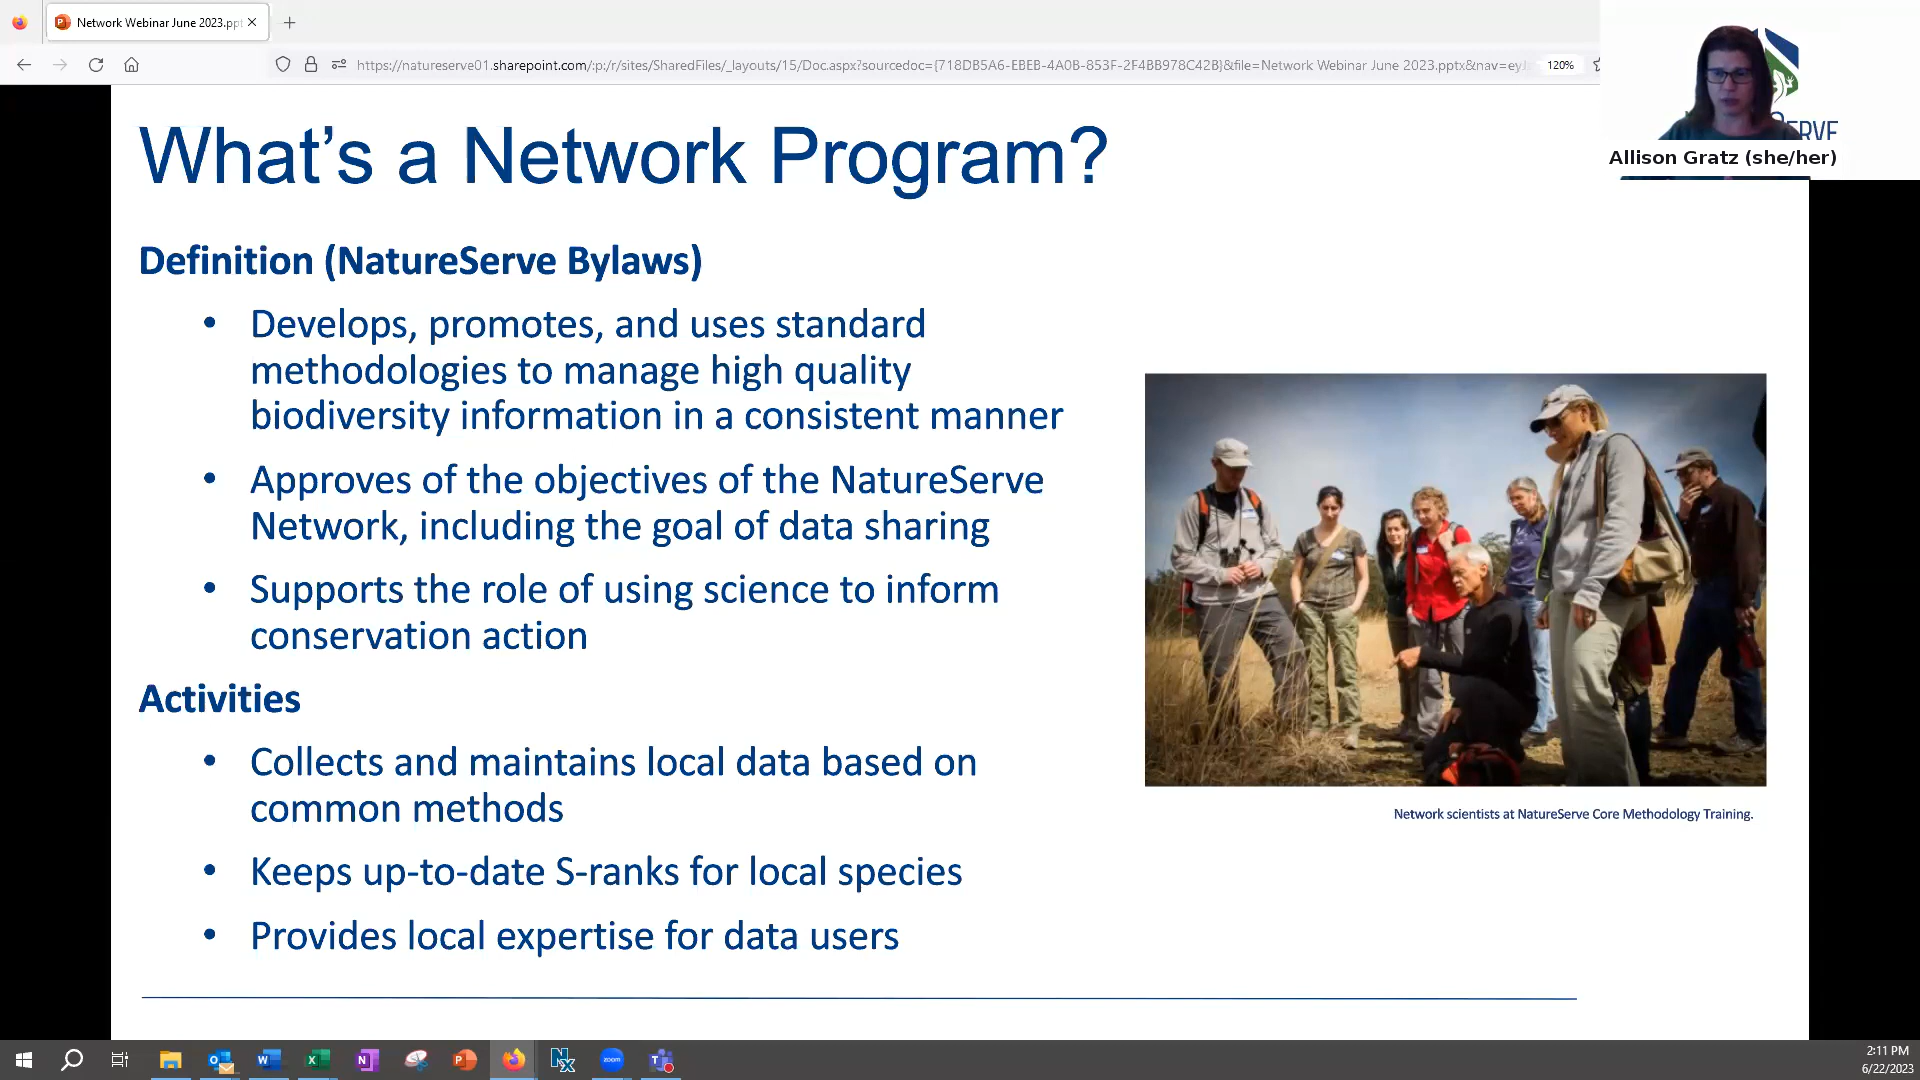 Network Webinar June 2023.ppt
https://natureserve01.sharepoint.com/:p:/r/sites/SharedFiles/_layouts/15/Doc.aspx?sourcedoc={718DB5A6-EBEB-4A0B-853F-2F4BB978C42B}&file=Network Webinar June 2023.pptx&nav=eyJ
120%
ERVE
Allison Gratz (she/her)
What's a Network Program?
Definition (NatureServe Bylaws)
• Develops, promotes, and uses standard
methodologies to manage high quality
biodiversity information in a consistent manner
• Approves of the objectives of the NatureServe
Network, including the goal of data sharing
• Supports the role of using science to inform
conservation action
Activities
• Collects and maintains local data based on
common methods
• Keeps up-to-date S-ranks for local species
• Provides local expertise for data users
Network scientists at NatureServe Core Methodology Training.
zoom
2:11 PM
6/22/2023